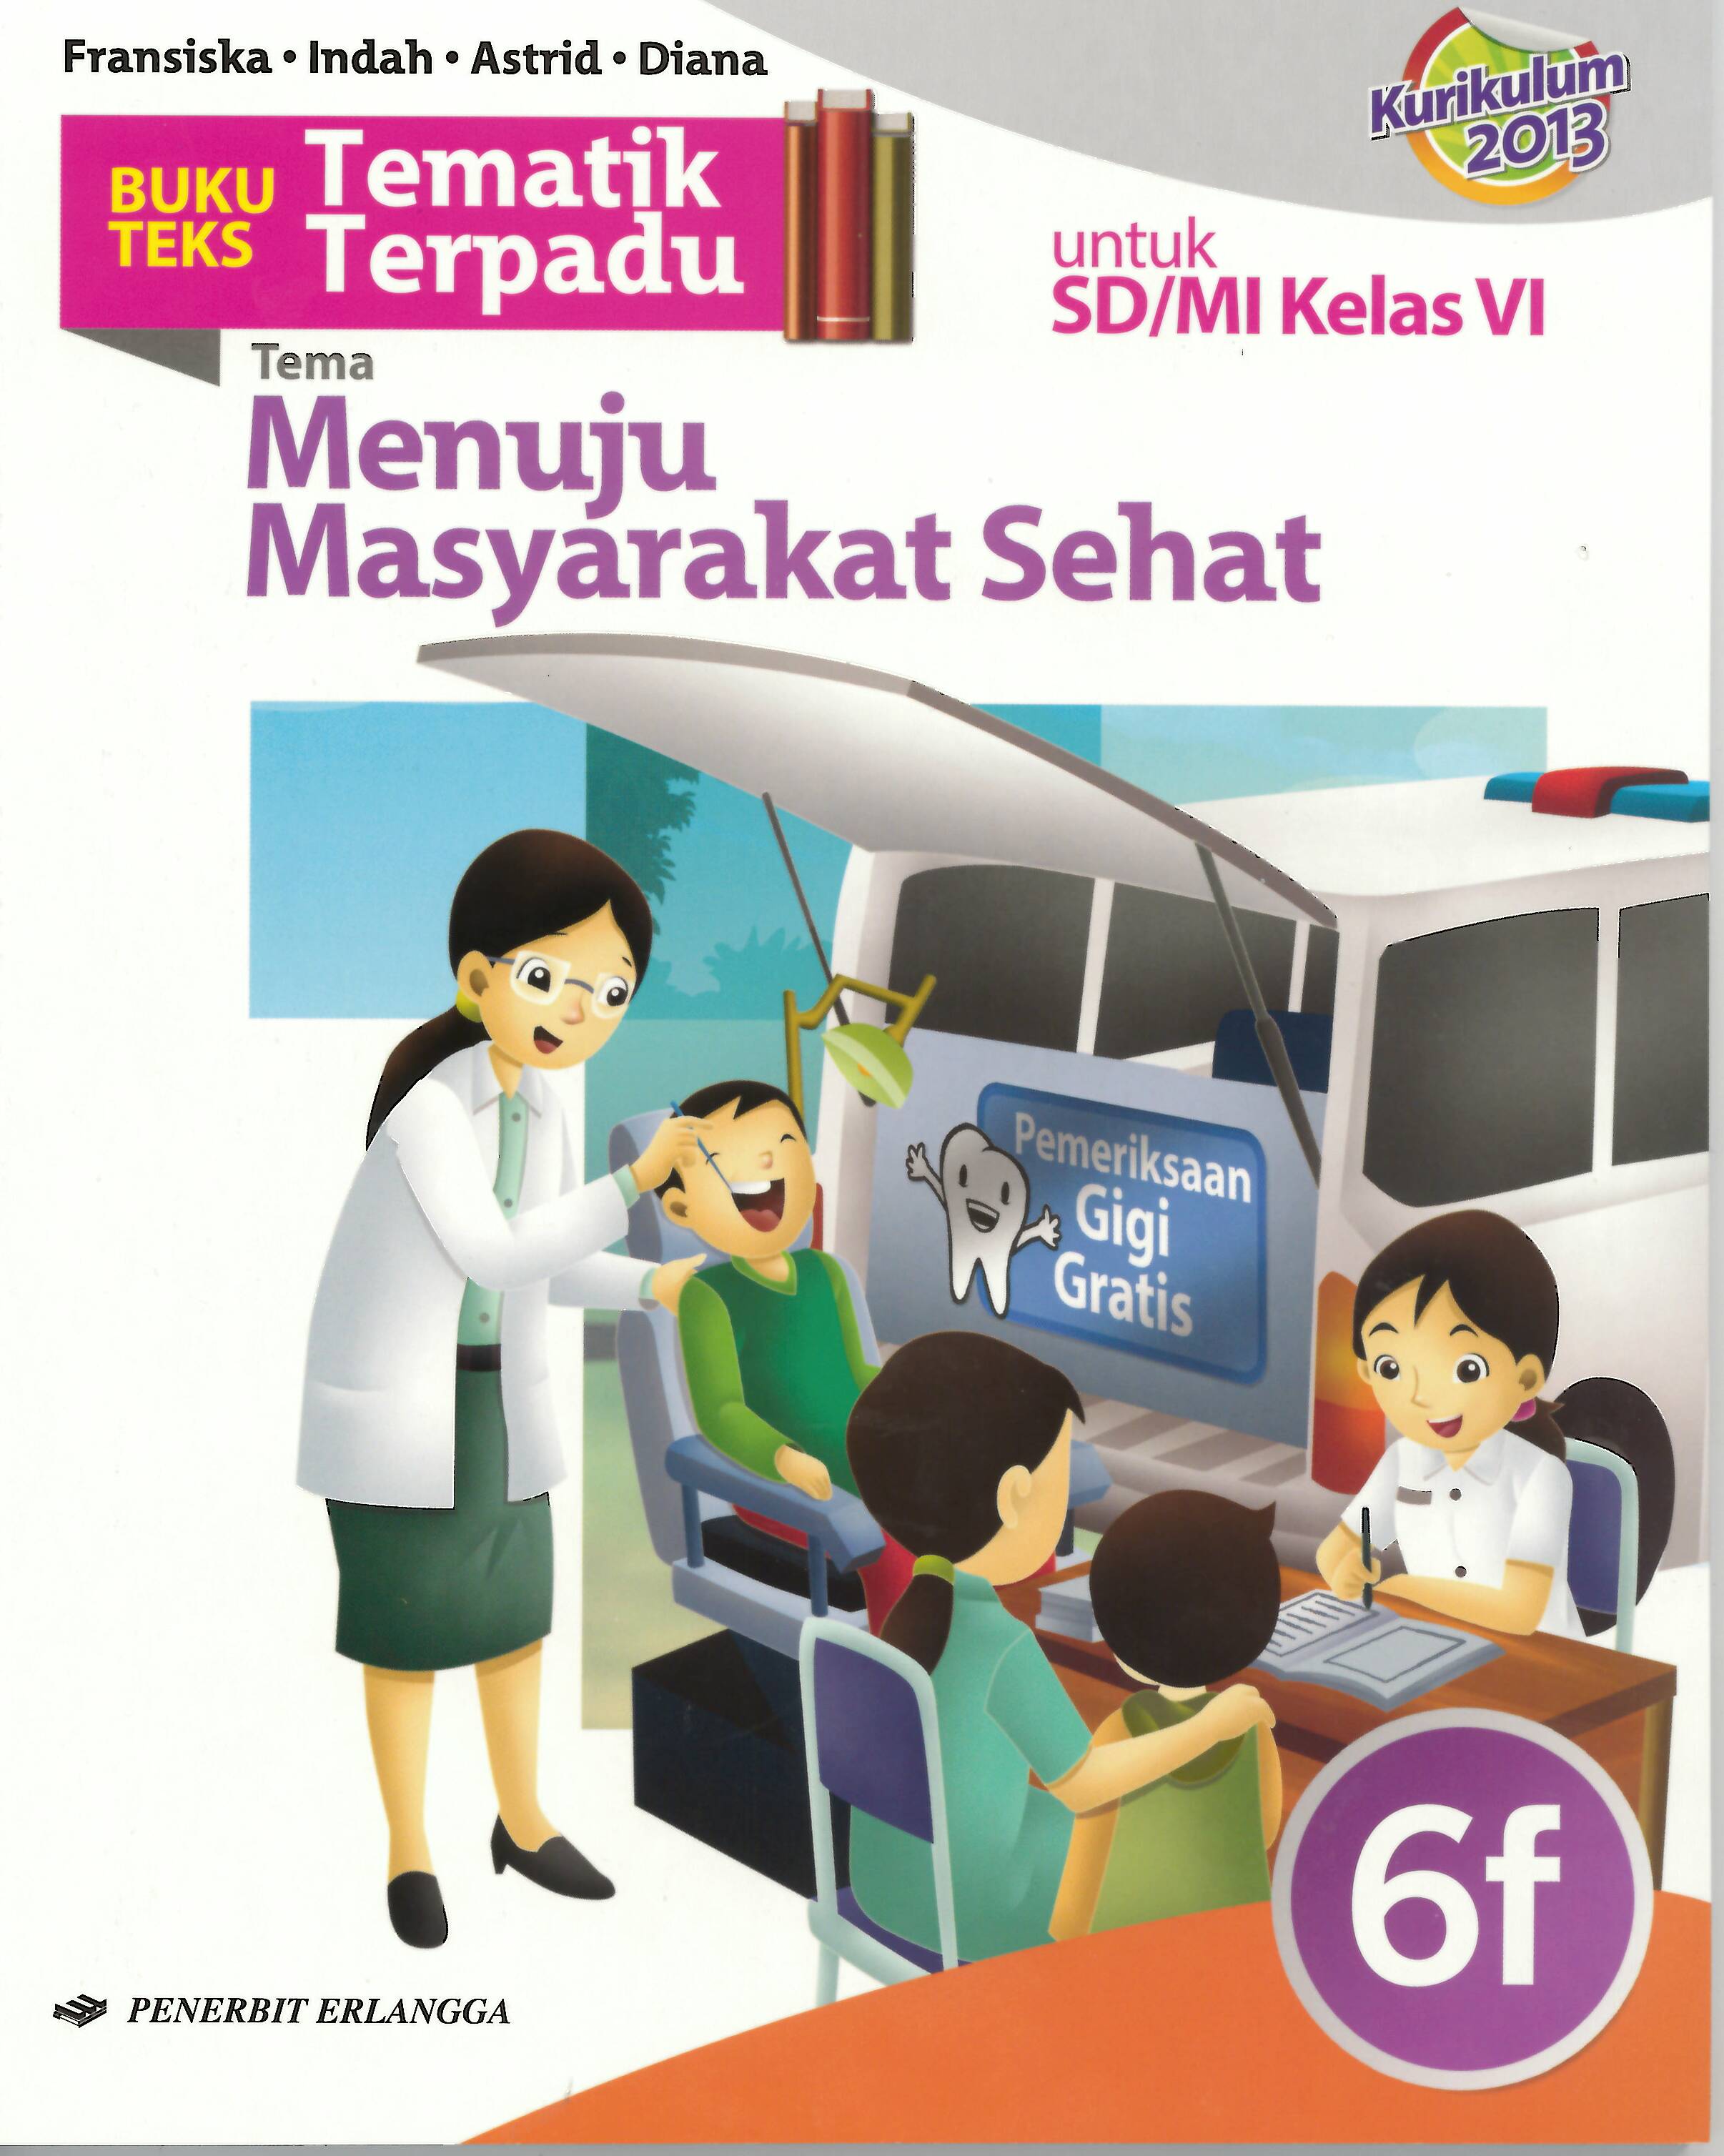 Fransiska • Indah • Astrid • Diana
Kurikulum
2013
BUKU
TEKS
Tematik
Terpadu
untuk
SD/MI Kelas VI
Tema
Menuju
Masyarakat Sehat
Pemeriksaan
Gigi
Gratis
6f
PENERBIT ERLANGGA